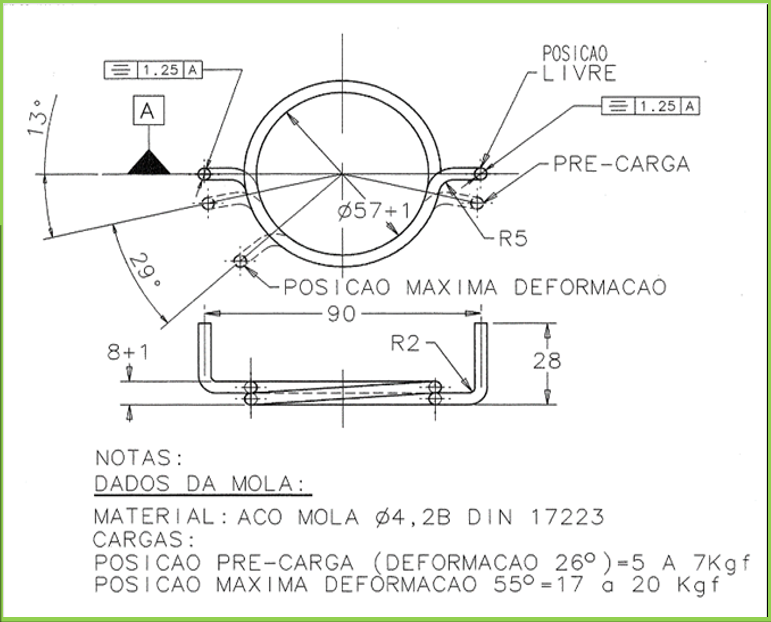 POSICAO
LIVRE
1.25 A
1.25 A
A
13°
PRE-CARGA
Ø57+1
R5
29°
POSICAO MAXIMA DEFORMACAO
90
8+1
R2
28
NOTAS:
DADOS DA MOLA:
MATERIAL: ACO MOLA Ø4,2B DIN 17223
CARGAS:
POSICAO PRE-CARGA (DEFORMACAO 26º)=5 A 7Kgf
POSICAO MAXIMA DEFORMACAO 55º=17 a 20 Kgf